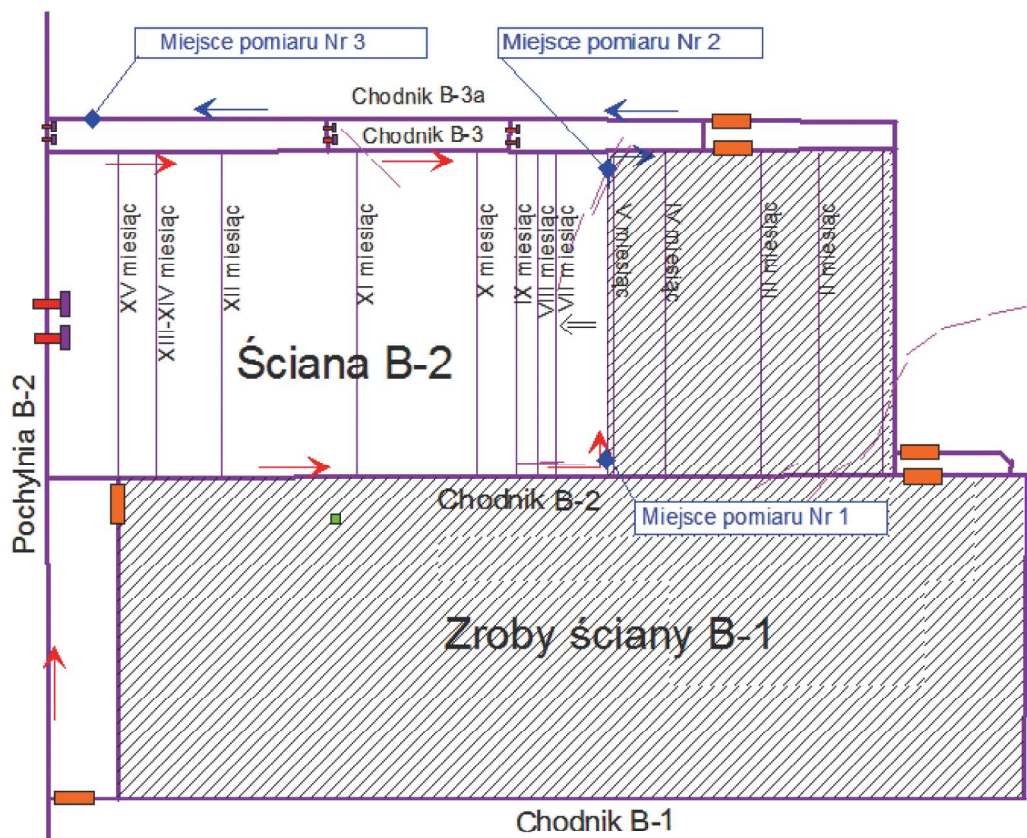 Miejsce pomiaru Nr 3
Miejsce pomiaru Nr 2
Chodnik B-3a
Chodnik B-3
XV miesiąc
XIII-XIV miesiąc
XII miesiąc
XI miesiąc
X miesiąc
IX miesiąc
VIII miesiąc
VII miesiąc
V miesiąc
IV miesiąc
III miesiąc
II miesiąc
Ściana B-2
Pochylnia B-2
Chodnik B-2
Miejsce pomiaru Nr 1
Zroby ściany B-1
Chodnik B-1